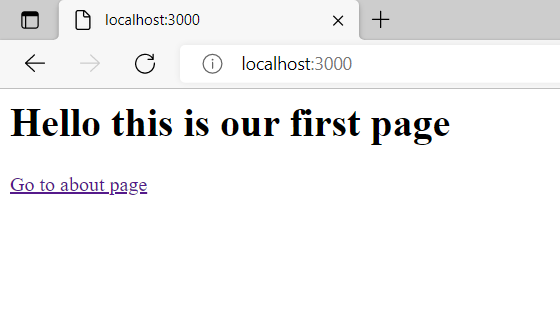 localhost:3000
localhost:3000
Hello this is our first page
Go to about page